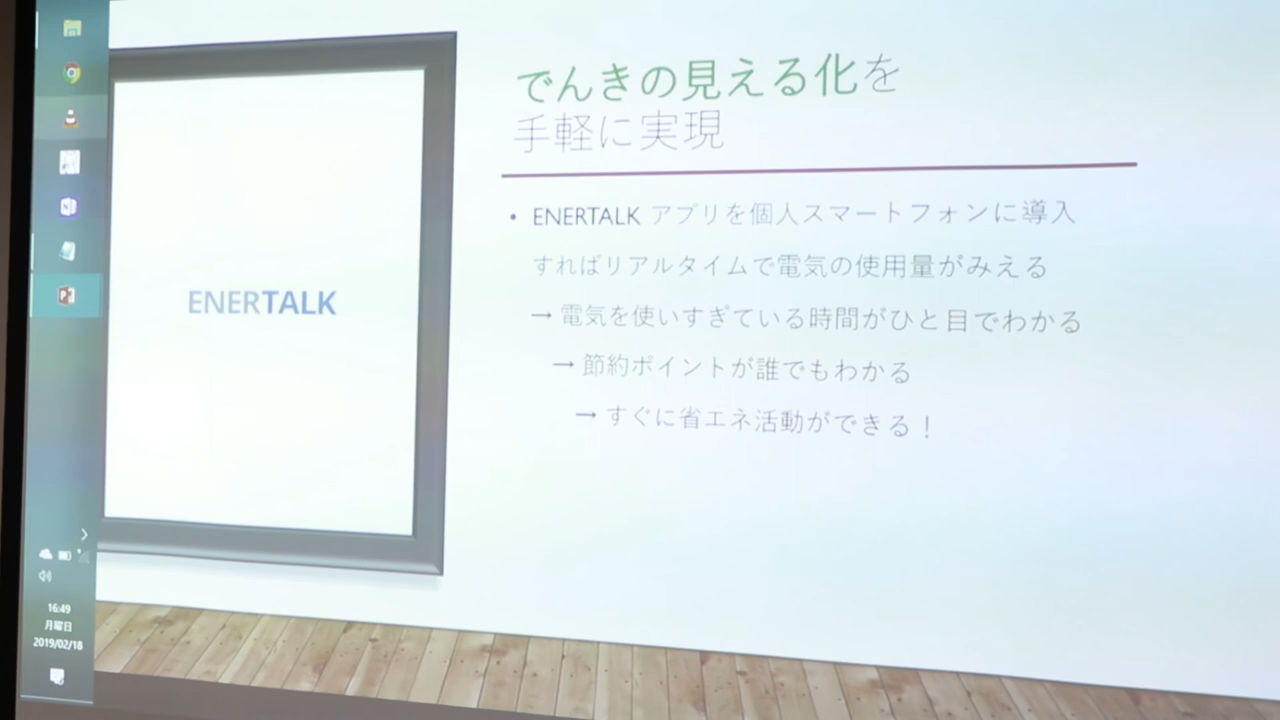 ENERTALK
でんきの見える化を
手軽に実現
• ENERTALK アプリを個人スマートフォンに導入
すればリアルタイムで電気の使用量がみえる
→ 電気を使いすぎている時間がひと目でわかる
→ 節約ポイントが誰でもわかる
→ すぐに省エネ活動ができる！
16:49
月曜日
2019/02/18